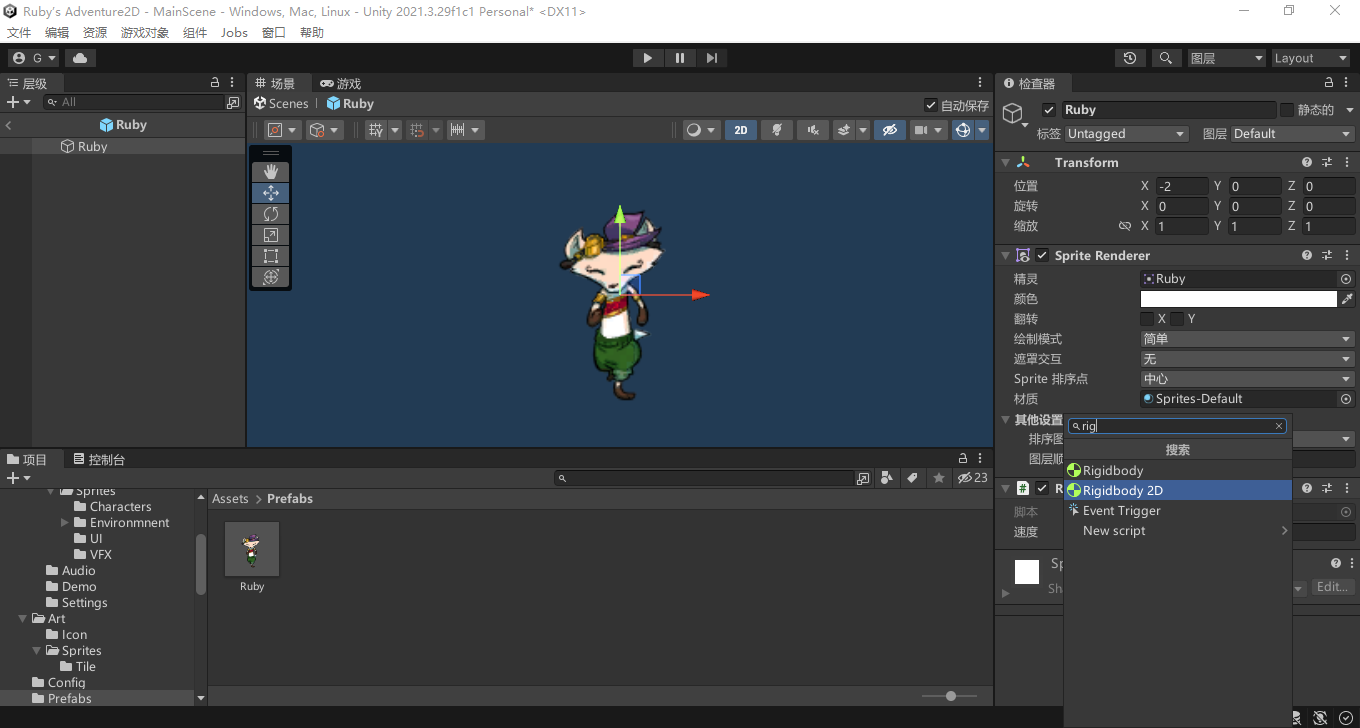 Ruby's Adventure2D - MainScene - Windows, Mac, Linux - Unity 2021.3.29f1c1 Personal* <DX11>
文件 编辑 资源 游戏对象 组件 Jobs 窗口 帮助
G 图层 Layout
层级
All
Ruby
Ruby
场景 游戏
Scenes Ruby 自动保存
2D
检查器
Ruby 静态的
标签 Untagged 图层 Default
Transform
位置 X -2 Y 0 Z 0
旋转 X 0 Y 0 Z 0
缩放 X 1 Y 1 Z 1
Sprite Renderer
精灵 Ruby
颜色
翻转 X Y
绘制模式 简单
遮罩交互 无
Sprite 排序点 中心
材质 Sprites-Default
其他设置
排序图
图层顺
R
脚本
速度
Sp
Sh
Edit...
rig
搜索
Rigidbody
Rigidbody 2D
Event Trigger
New script
项目 控制台
23
Sprites
Characters
Environmnent
UI
VFX
Audio
Demo
Settings
Art
Icon
Sprites
Tile
Config
Prefabs
Assets > Prefabs
Ruby